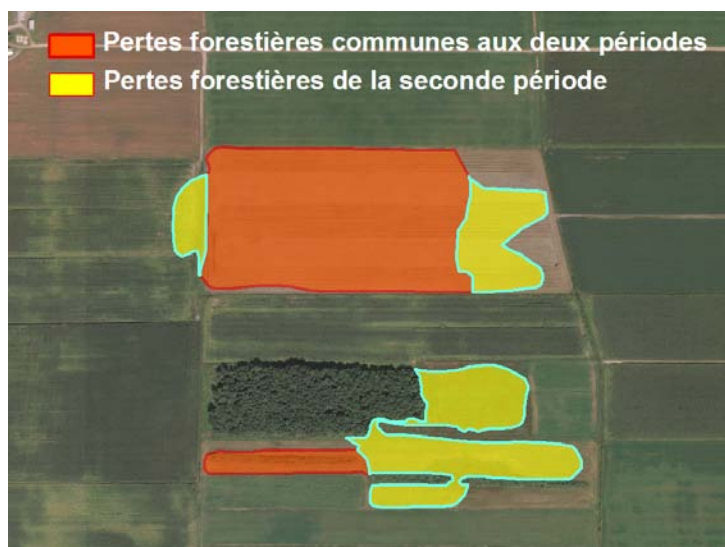 Pertes forestières communes aux deux périodes
Pertes forestières de la seconde période